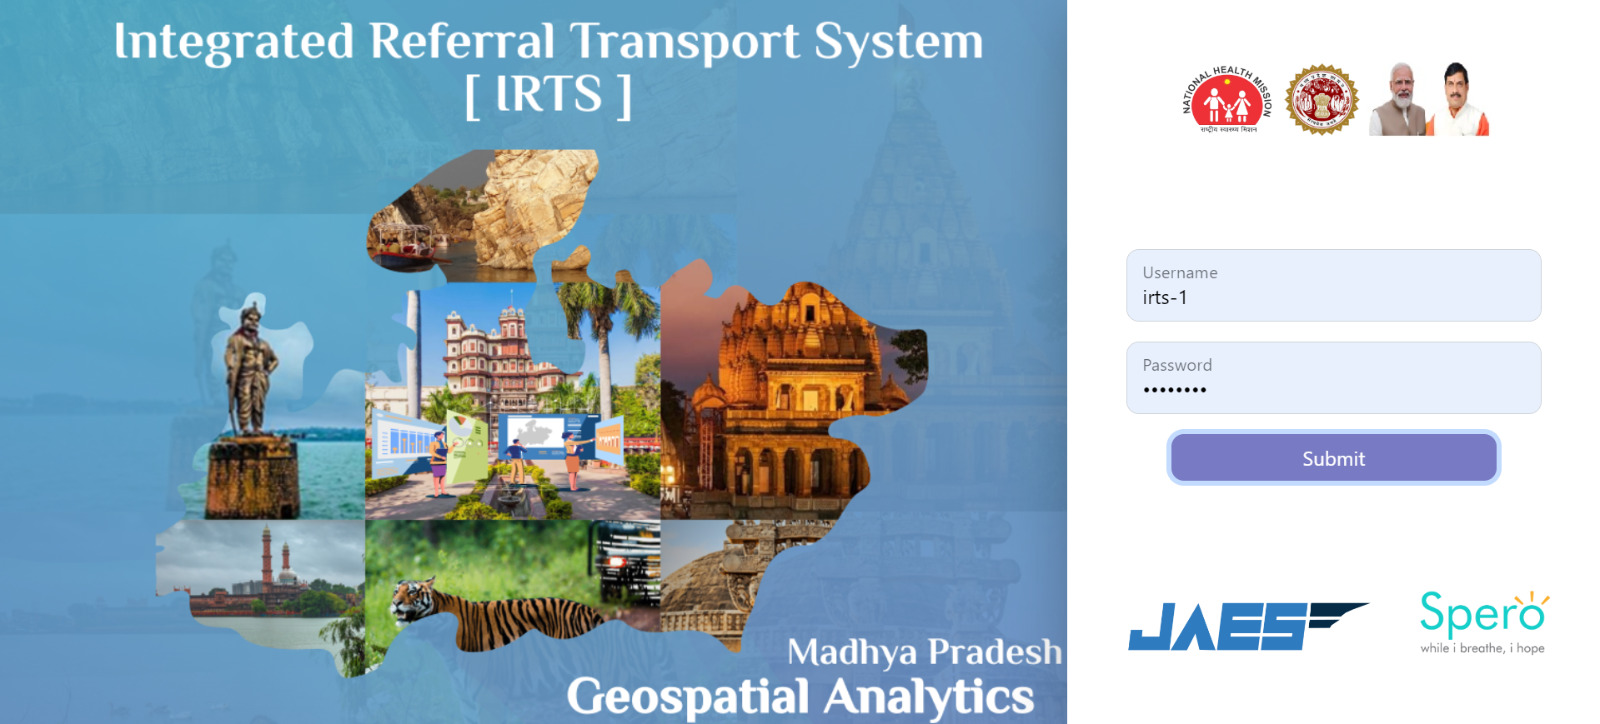 Integrated Referral Transport System
[ IRTS ]
Madhya Pradesh
Geospatial Analytics
NATIONAL HEALTH MISSION
राष्ट्रीय स्वास्थ्य मिशन
Username
irts-1
Password
••••••••
Submit
JAES
Spero
while i breathe, i hope